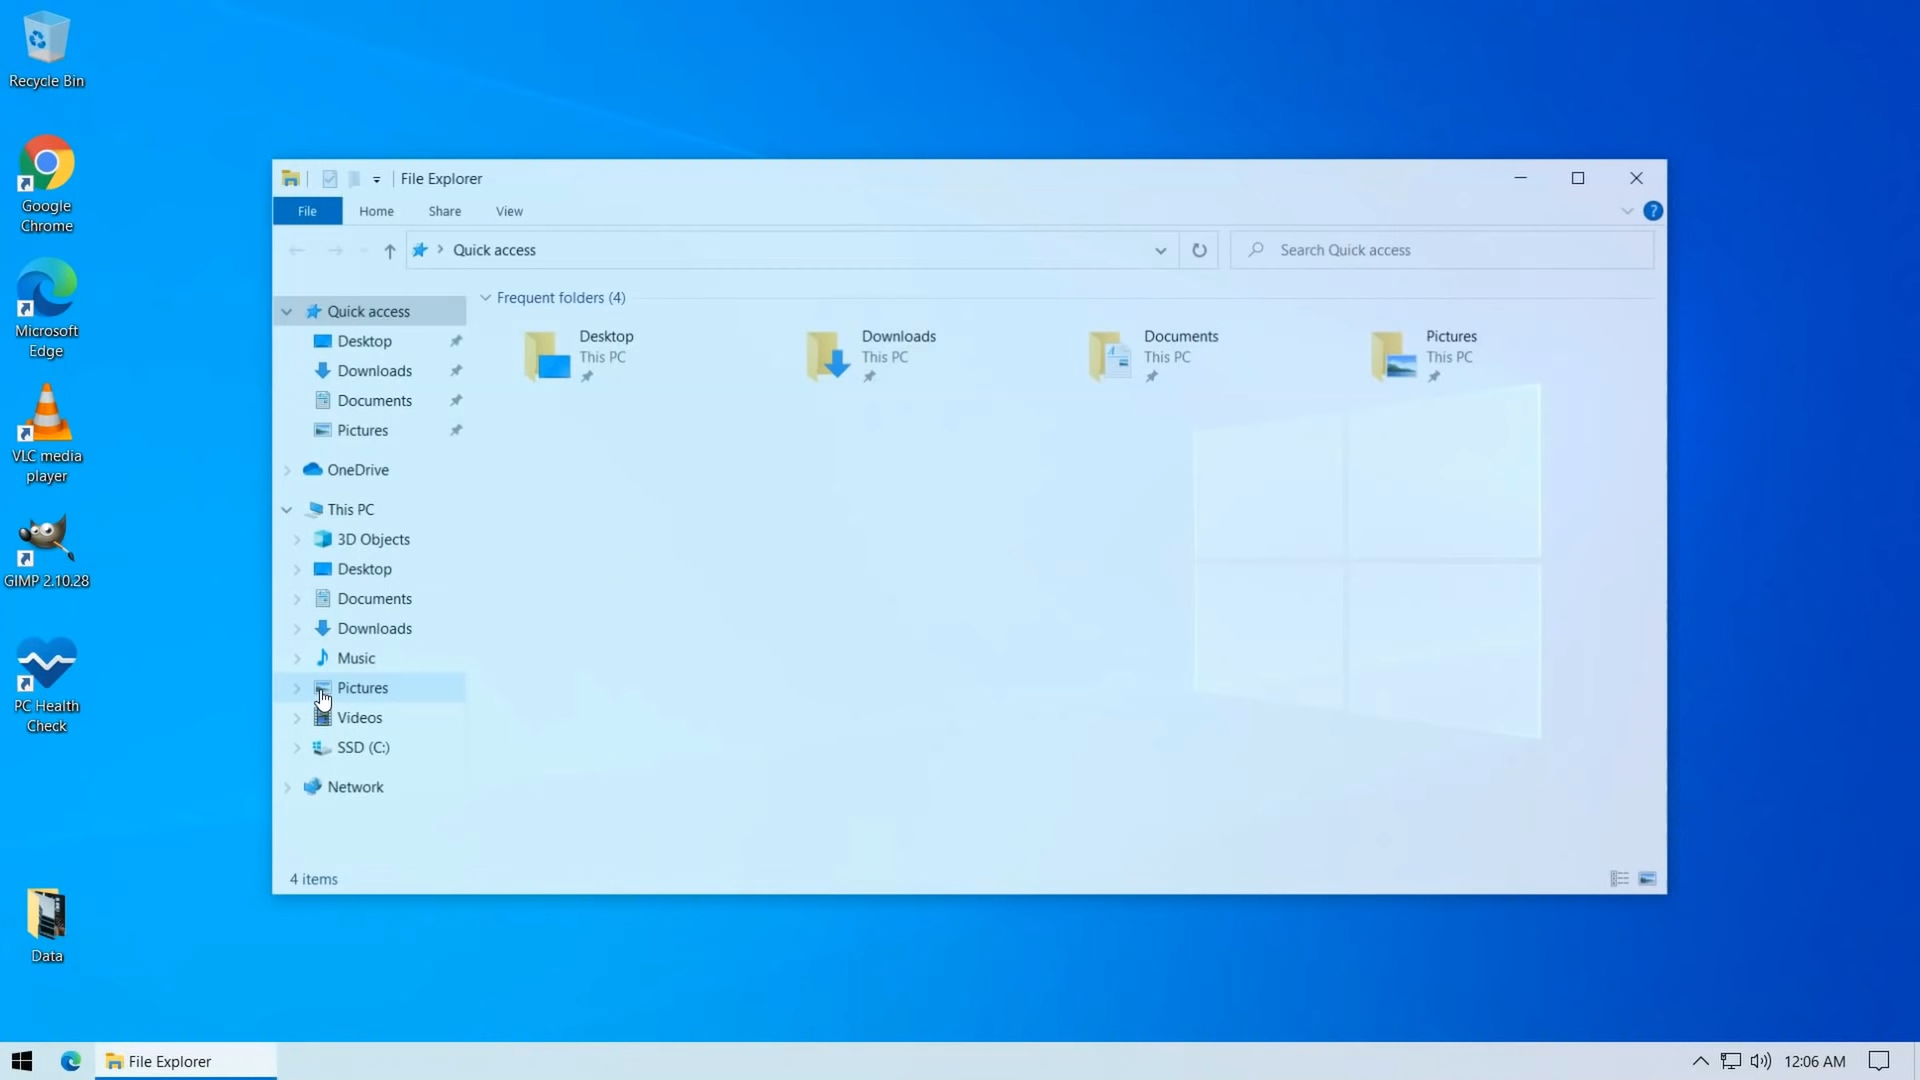 Recycle Bin
Google
Chrome
Microsoft
Edge
VLC media
player
GIMP 2.10.28
PC Health
Check
Data
File Explorer
File
Home
Share
View
?
Quick access
Search Quick access
Quick access
Desktop
Downloads
Documents
Pictures
OneDrive
This PC
3D Objects
Desktop
Documents
Downloads
Music
Pictures
Videos
SSD (C:)
Network
Frequent folders (4)
Desktop
This PC
Downloads
This PC
Documents
This PC
Pictures
This PC
4 items
File Explorer
12:06 AM